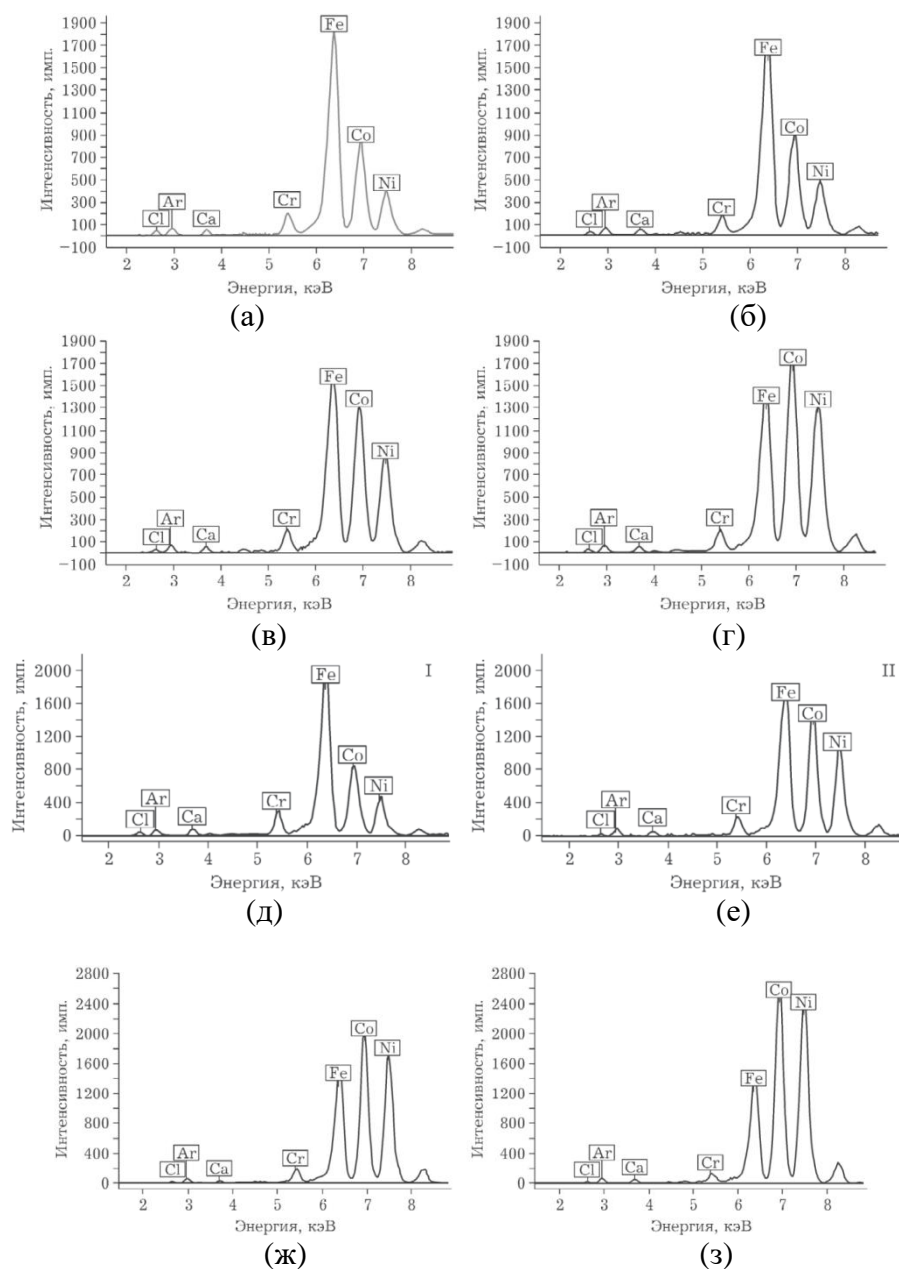 Интенсивность, имп.
1900
1700
1500
1300
1100
900
700
500
300
100
−100
Fe
Co
Ni
Cr
Ar
Cl
Ca
2 3 4 5 6 7 8
Энергия, кэВ
(а)
Интенсивность, имп.
1900
1700
1500
1300
1100
900
700
500
300
100
−100
Fe
Co
Ni
Cr
Ar
Cl
Ca
2 3 4 5 6 7 8
Энергия, кэВ
(б)
Интенсивность, имп.
1900
1700
1500
1300
1100
900
700
500
300
100
−100
Fe
Co
Ni
Cr
Ar
Cl
Ca
2 3 4 5 6 7 8
Энергия, кэВ
(в)
Интенсивность, имп.
1900
1700
1500
1300
1100
900
700
500
300
100
−100
Co
Fe
Ni
Cr
Ar
Cl
Ca
2 3 4 5 6 7 8
Энергия, кэВ
(г)
Интенсивность, имп.
2000
1600
1200
800
400
0
I
Fe
Co
Ni
Cr
Ar
Cl
Ca
2 3 4 5 6 7 8
Энергия, кэВ
(д)
Интенсивность, имп.
2000
1600
1200
800
400
0
II
Fe
Co
Ni
Cr
Ar
Cl
Ca
2 3 4 5 6 7 8
Энергия, кэВ
(е)
Интенсивность, имп.
2800
2400
2000
1600
1200
800
400
0
Co
Ni
Fe
Cr
Ar
Cl
Ca
2 3 4 5 6 7 8
Энергия, кэВ
(ж)
Интенсивность, имп.
2800
2400
2000
1600
1200
800
400
0
Co
Ni
Fe
Cr
Ar
Cl
Ca
2 3 4 5 6 7 8
Энергия, кэВ
(з)